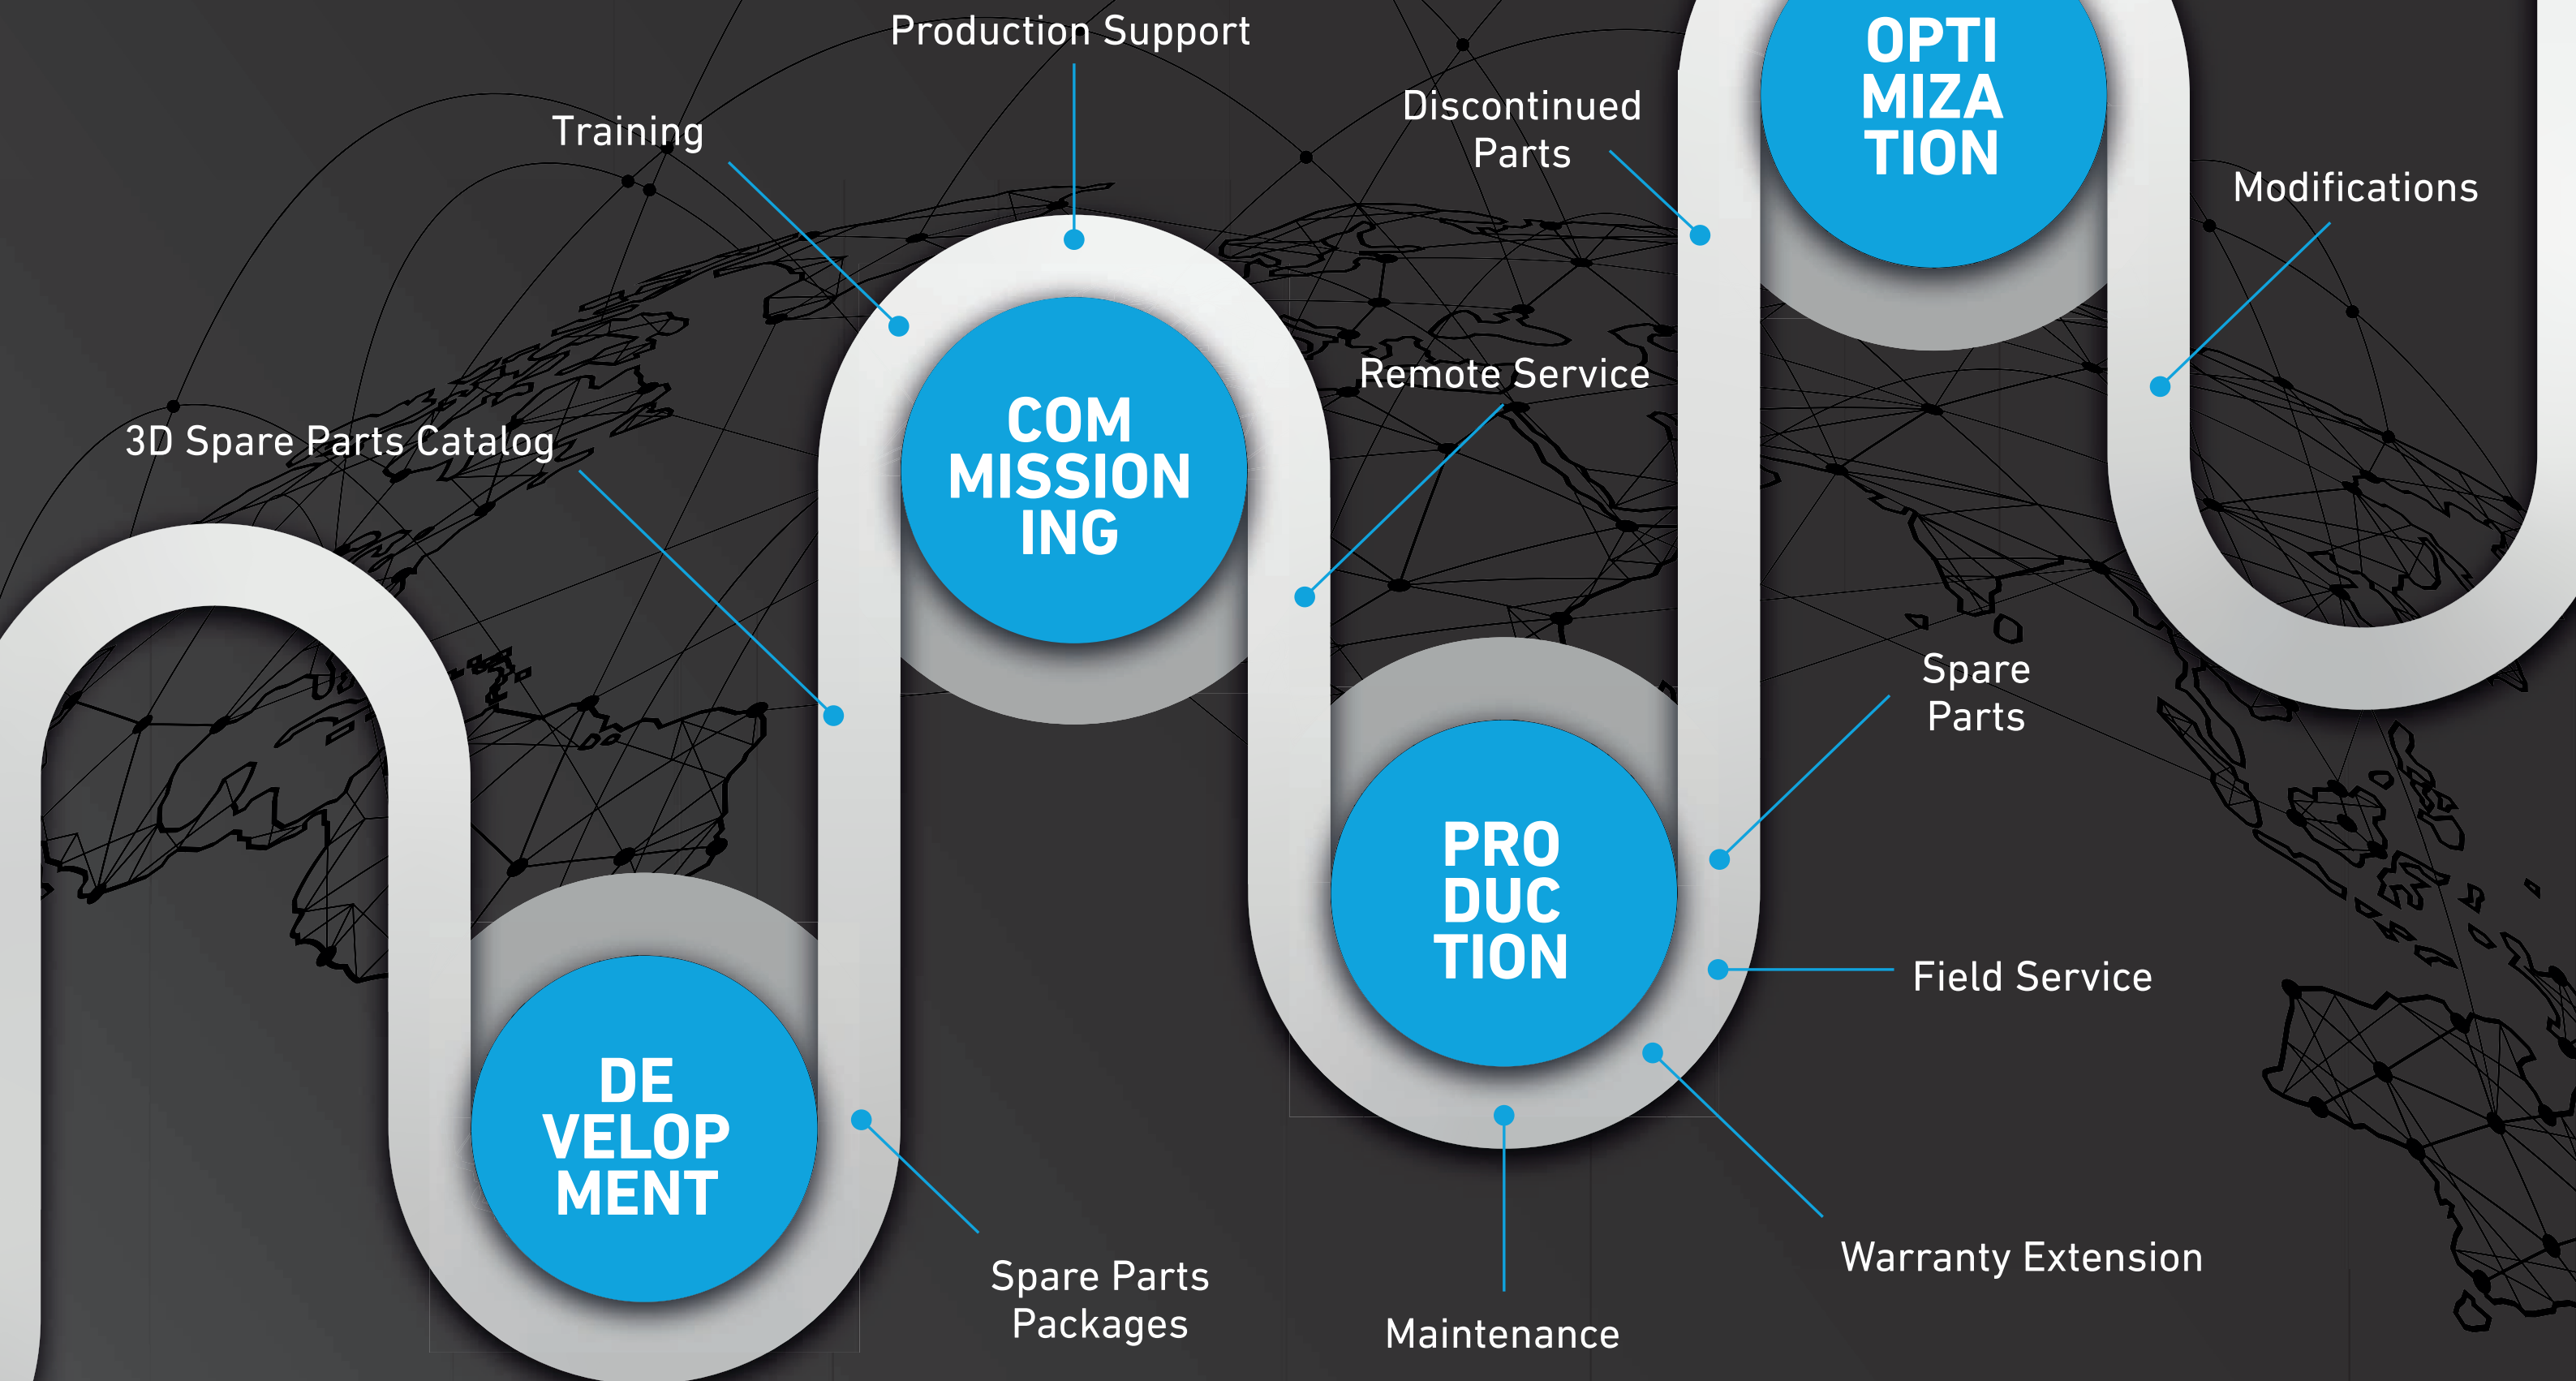 Production Support
OPTI
MIZA
TION
Discontinued
Parts
Training
Modifications
Remote Service
COM
MISSION
ING
3D Spare Parts Catalog
Spare
Parts
PRO
DUC
TION
Field Service
DE
VELOP
MENT
Warranty Extension
Spare Parts
Packages
Maintenance